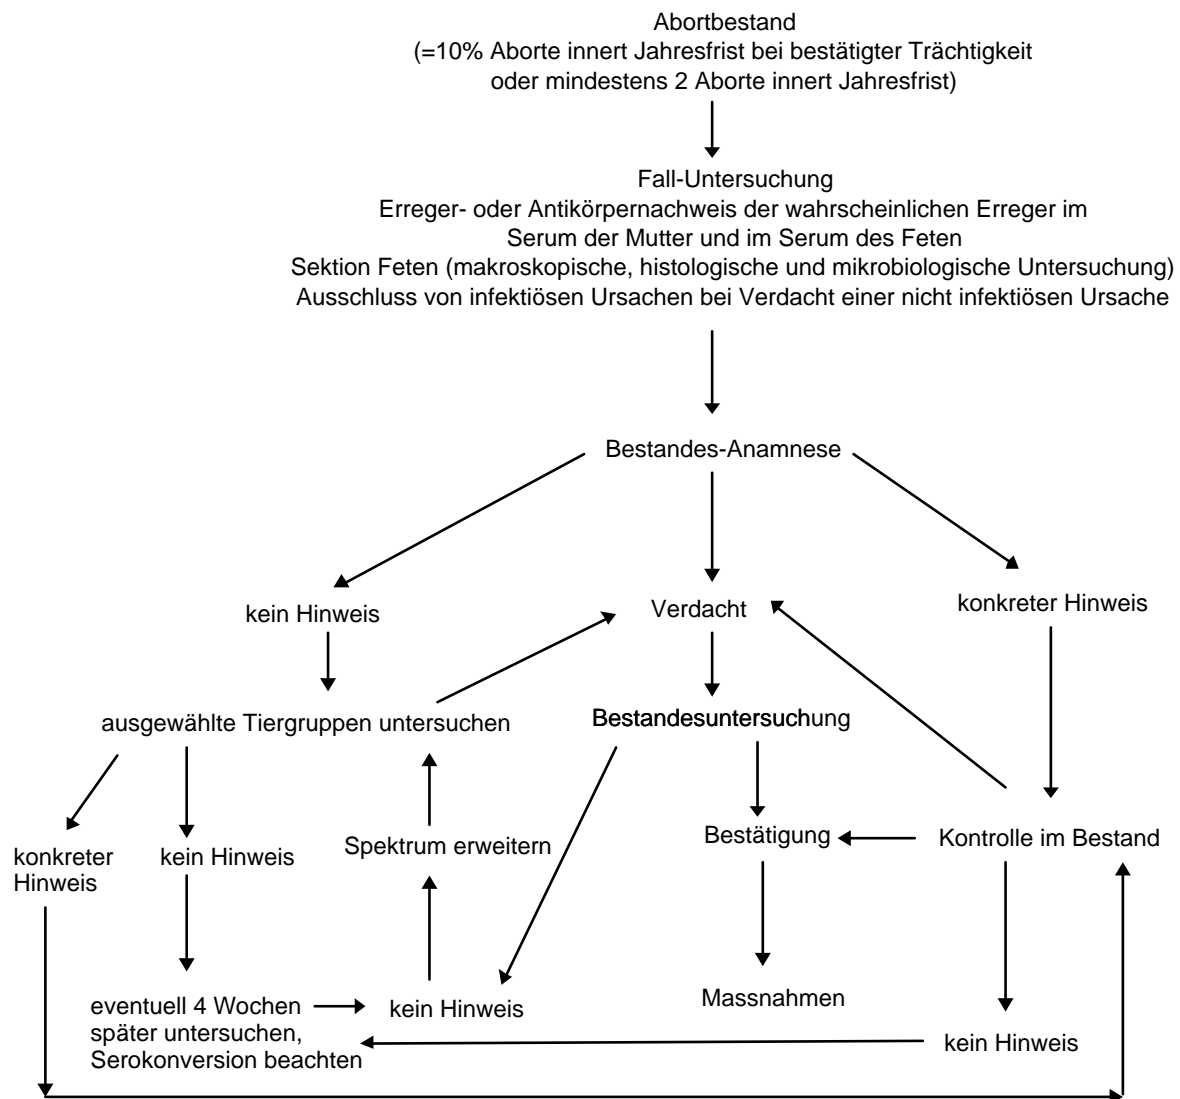 Abortbestand
(=10% Aborte innert Jahresfrist bei bestätigter Trächtigkeit
oder mindestens 2 Aborte innert Jahresfrist)
Fall-Untersuchung
Erreger- oder Antikörpernachweis der wahrscheinlichen Erreger im
Serum der Mutter und im Serum des Feten
Sektion Feten (makroskopische, histologische und mikrobiologische Untersuchung)
Ausschluss von infektiösen Ursachen bei Verdacht einer nicht infektiösen Ursache
Bestandes-Anamnese
kein Hinweis
Verdacht
konkreter Hinweis
ausgewählte Tiergruppen untersuchen
Bestandesuntersuchung
konkreter
Hinweis
kein Hinweis
Spektrum erweitern
Bestätigung
Kontrolle im Bestand
eventuell 4 Wochen
später untersuchen,
Serokonversion beachten
kein Hinweis
Massnahmen
kein Hinweis